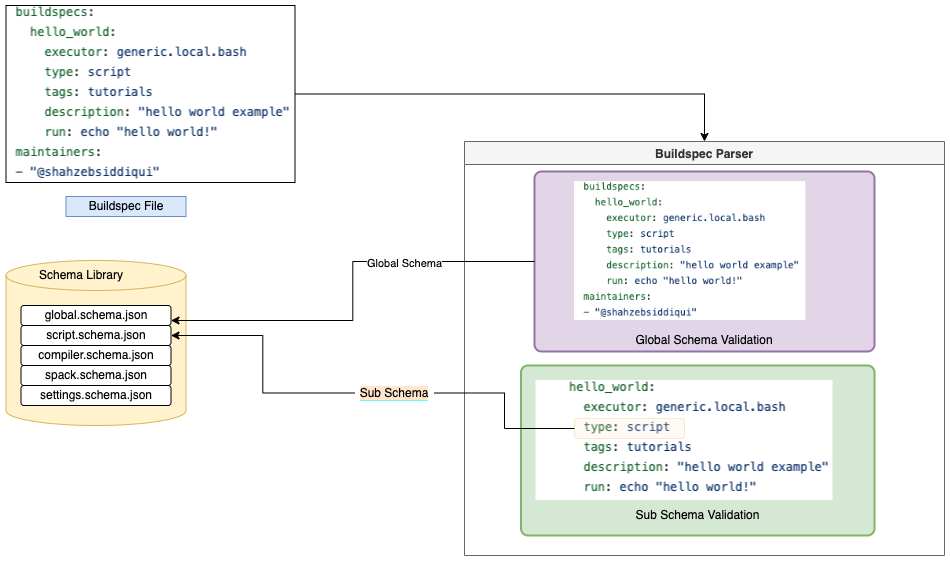 buildspecs:
hello_world:
executor: generic.local.bash
type: script
tags: tutorials
description: "hello world example"
run: echo "hello world!"
maintainers:
- "@shahzebsiddiqui"
Buildspec File
Schema Library
global.schema.json
script.schema.json
compiler.schema.json
spack.schema.json
settings.schema.json
Global Schema
Sub Schema
Buildspec Parser
buildspecs:
hello_world:
executor: generic.local.bash
type: script
tags: tutorials
description: "hello world example"
run: echo "hello world!"
maintainers:
- "@shahzebsiddiqui"
Global Schema Validation
hello_world:
executor: generic.local.bash
type: script
tags: tutorials
description: "hello world example"
run: echo "hello world!"
Sub Schema Validation